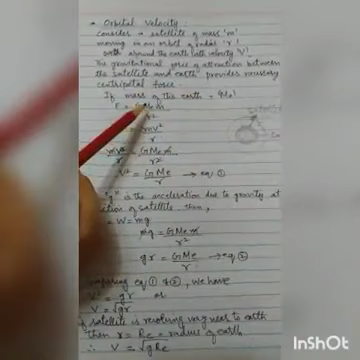 * Orbital Velocity :
Consider a satellite of mass 'm'
moving in an orbit of radius 'r'
around the earth with velocity 'V'.
The gravitational force of attraction between
the satellite and earth provides necessary
centripetal force.
If mass of the earth = Me
F = GMem
r²
= mv²
mv² = GMem
r r²
V² = GMe → eq ①
r
"g" is the acceleration due to gravity at
of satellite then,
= W = mg
mg = GMem
r²
gr = GMe → eq ②
r
eq ① & ②, we have
V² = gr or
V = √gr
If satellite is revolving very near to earth
then r = Re = radius of earth
∴ V = √gRe
InShOt